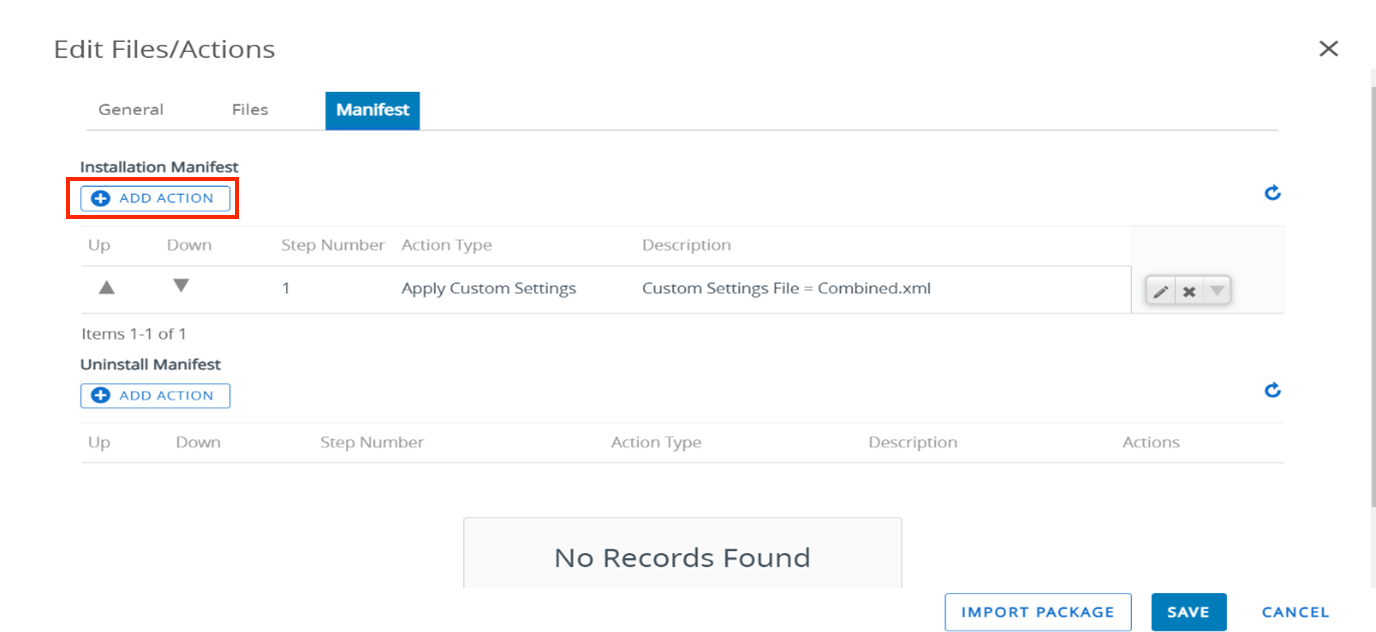 Edit Files/Actions
General Files Manifest
Installation Manifest
ADD ACTION
Up Down Step Number Action Type Description
1 Apply Custom Settings Custom Settings File = Combined.xml
Items 1-1 of 1
Uninstall Manifest
ADD ACTION
Up Down Step Number Action Type Description Actions
No Records Found
IMPORT PACKAGE SAVE CANCEL